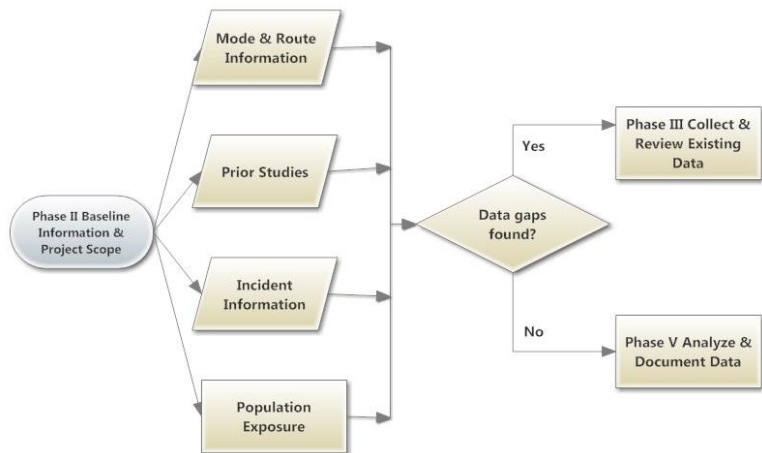 Phase II Baseline
Information &
Project Scope
Mode & Route
Information
Prior Studies
Incident
Information
Population
Exposure
Data gaps
found?
Yes
Phase III Collect &
Review Existing
Data
No
Phase V Analyze &
Document Data